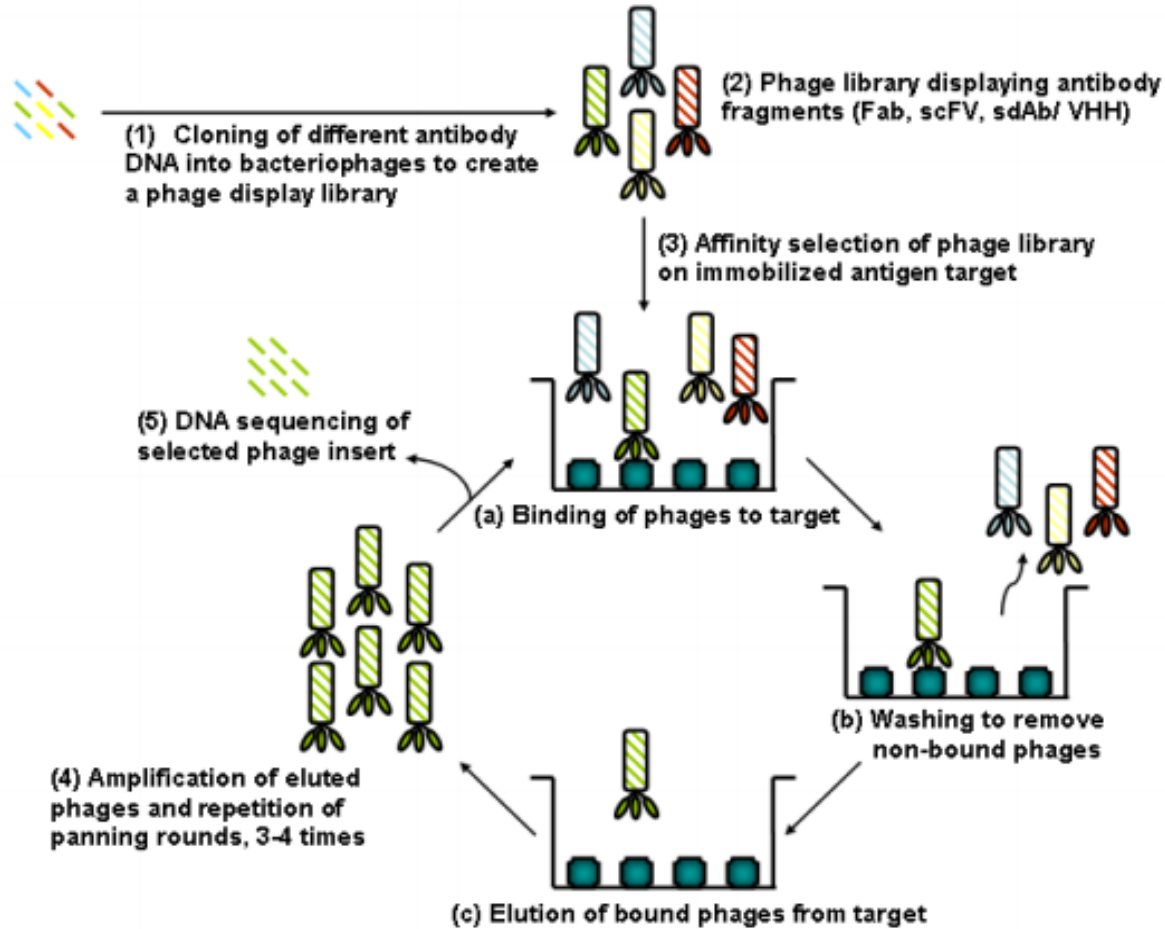 (1) Cloning of different antibody
DNA into bacteriophages to create
a phage display library
(2) Phage library displaying antibody
fragments (Fab, scFV, sdAb/ VHH)
(3) Affinity selection of phage library
on immobilized antigen target
(a) Binding of phages to target
(b) Washing to remove
non-bound phages
(c) Elution of bound phages from target
(4) Amplification of eluted
phages and repetition of
panning rounds, 3-4 times
(5) DNA sequencing of
selected phage insert